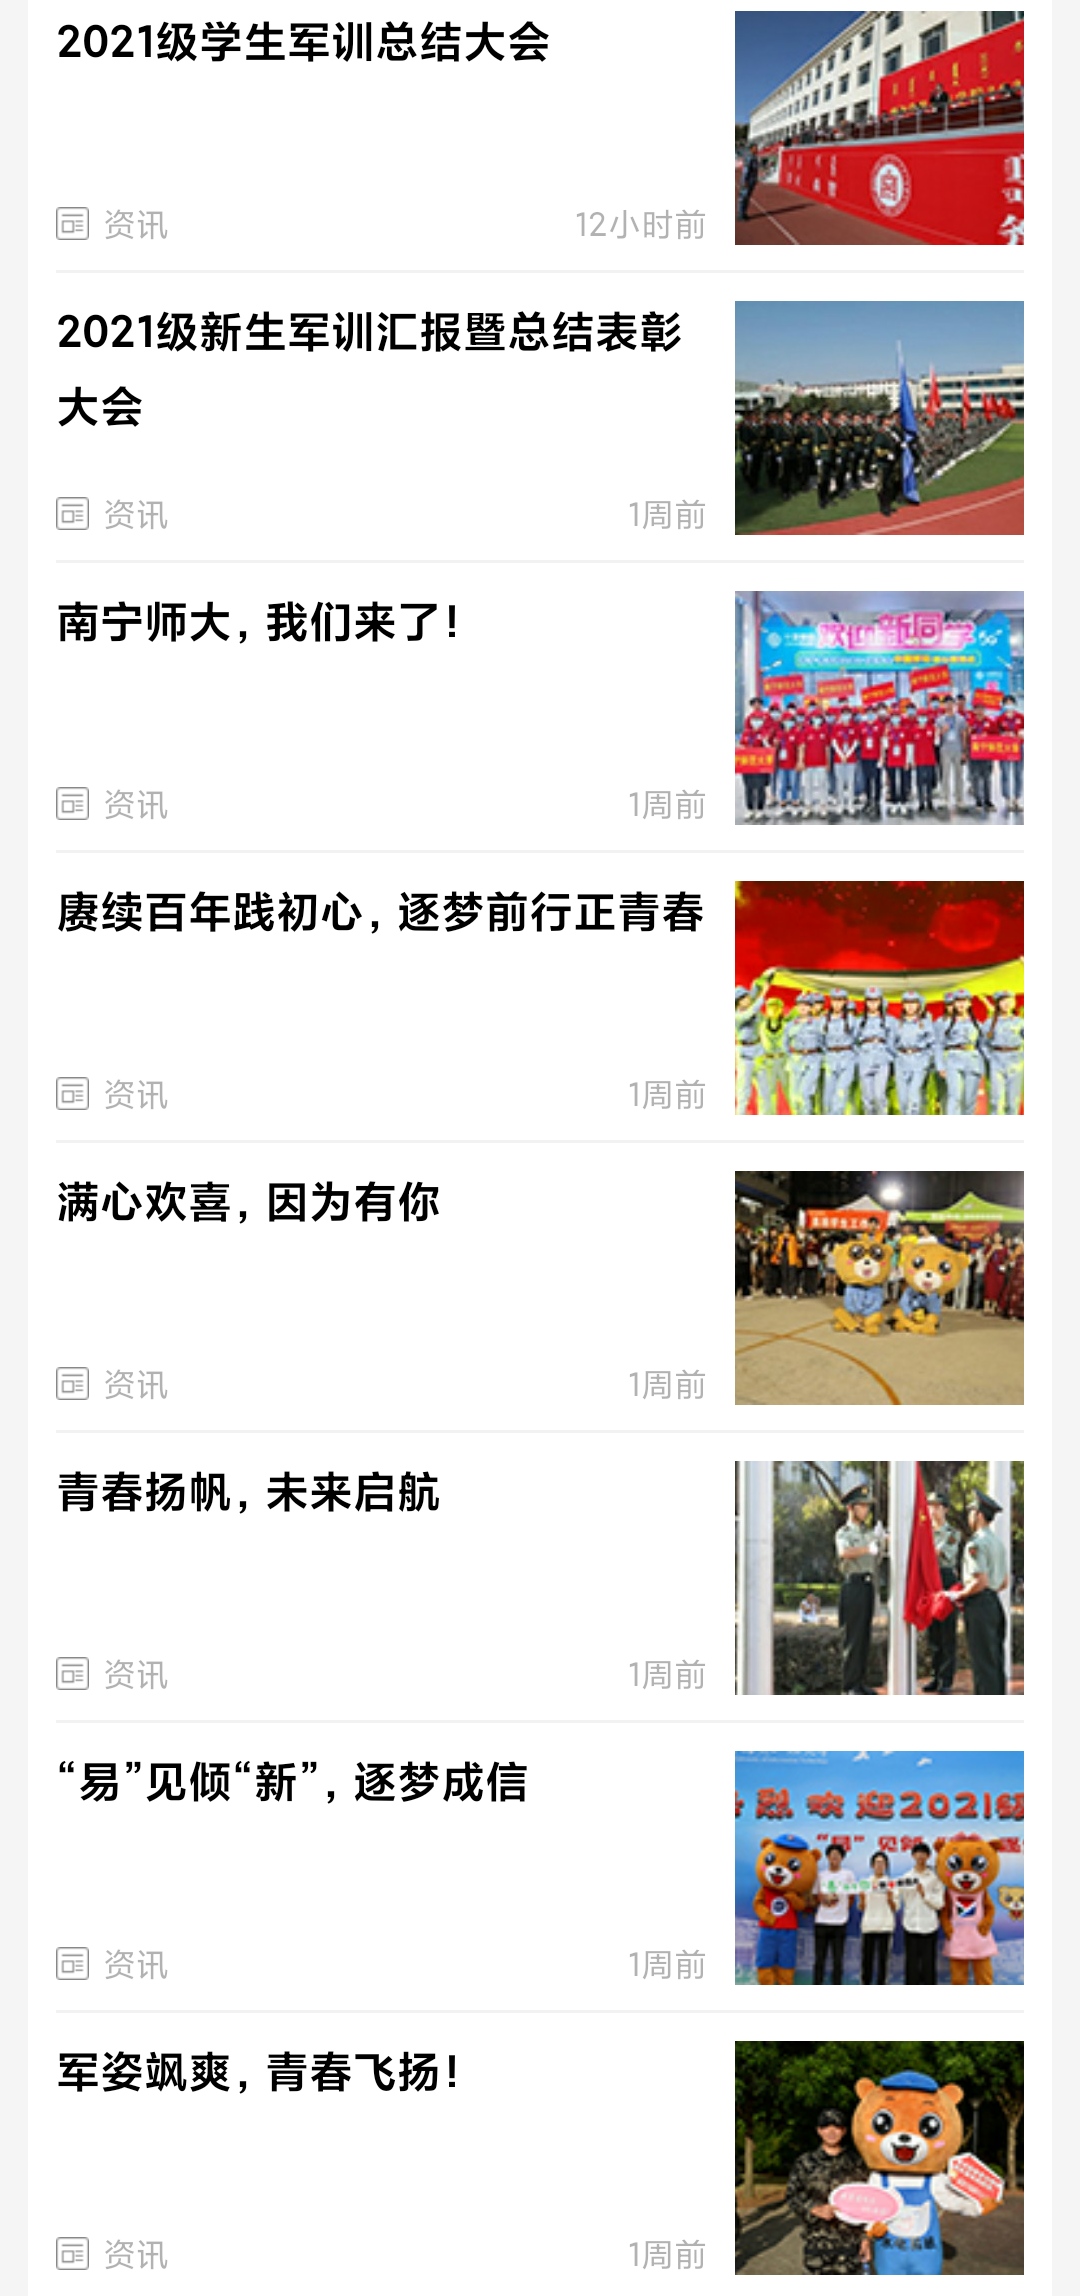 2021级学生军训总结大会
资讯
12小时前
2021级新生军训汇报暨总结表彰
大会
资讯
1周前
南宁师大，我们来了！
欢迎新同学
5G
资讯
1周前
赓续百年践初心，逐梦前行正青春
资讯
1周前
满心欢喜，因为有你
资讯
1周前
青春扬帆，未来启航
资讯
1周前
“易”见倾“新”，逐梦成信
烈欢迎2021级
资讯
1周前
军姿飒爽，青春飞扬！
资讯
1周前